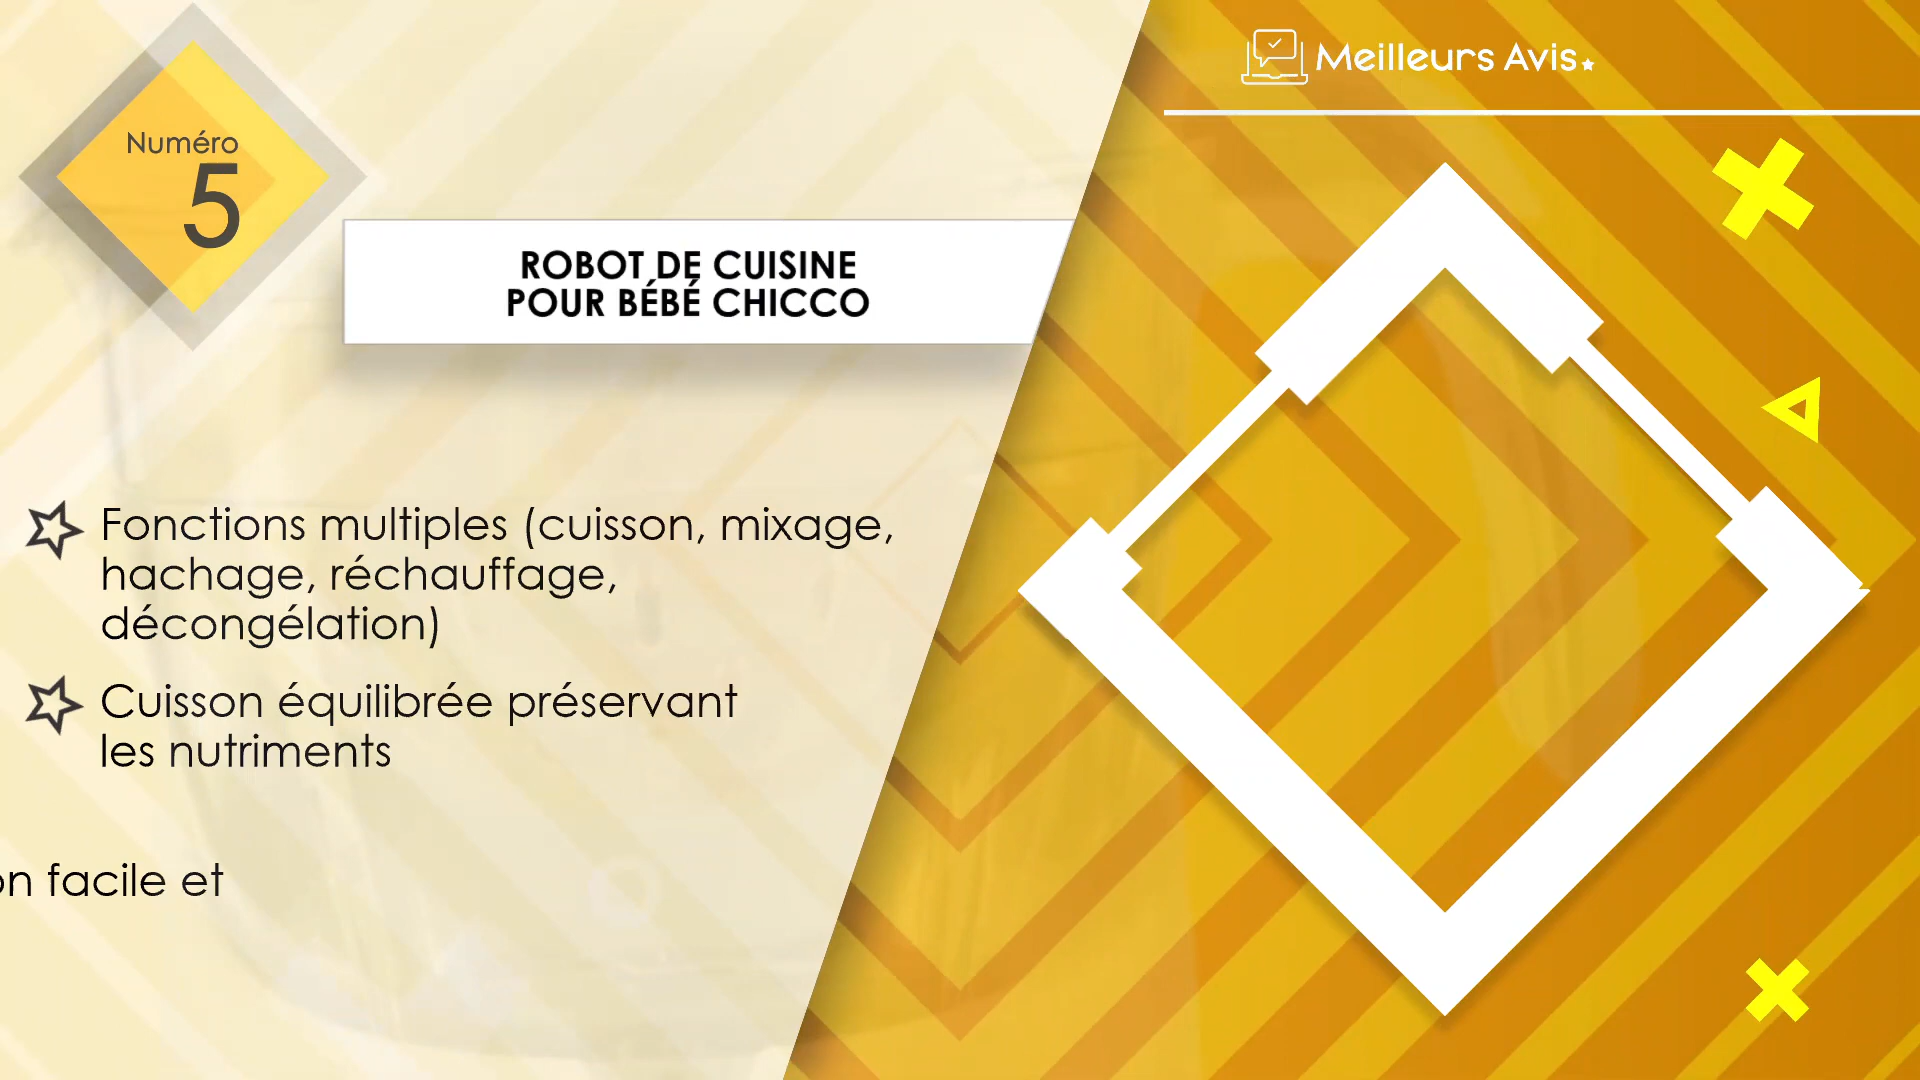 Numéro
5
Meilleurs Avis
ROBOT DE CUISINE
POUR BÉBÉ CHICCO
Fonctions multiples (cuisson, mixage,
hachage, réchauffage,
décongélation)
Cuisson équilibrée préservant
les nutriments
facile et